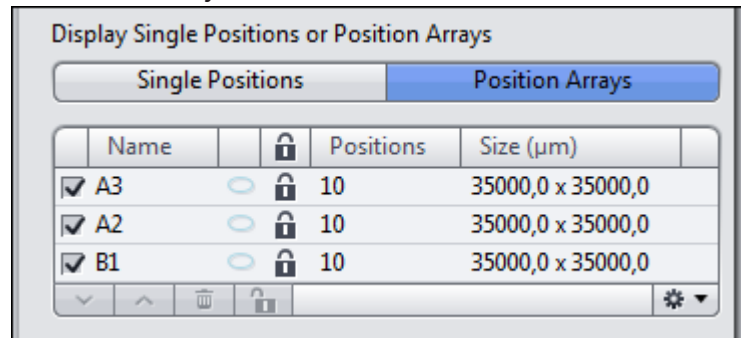 Display Single Positions or Position Arrays
Single Positions Position Arrays
Name Positions Size (µm)
A3 10 35000,0 x 35000,0
A2 10 35000,0 x 35000,0
B1 10 35000,0 x 35000,0